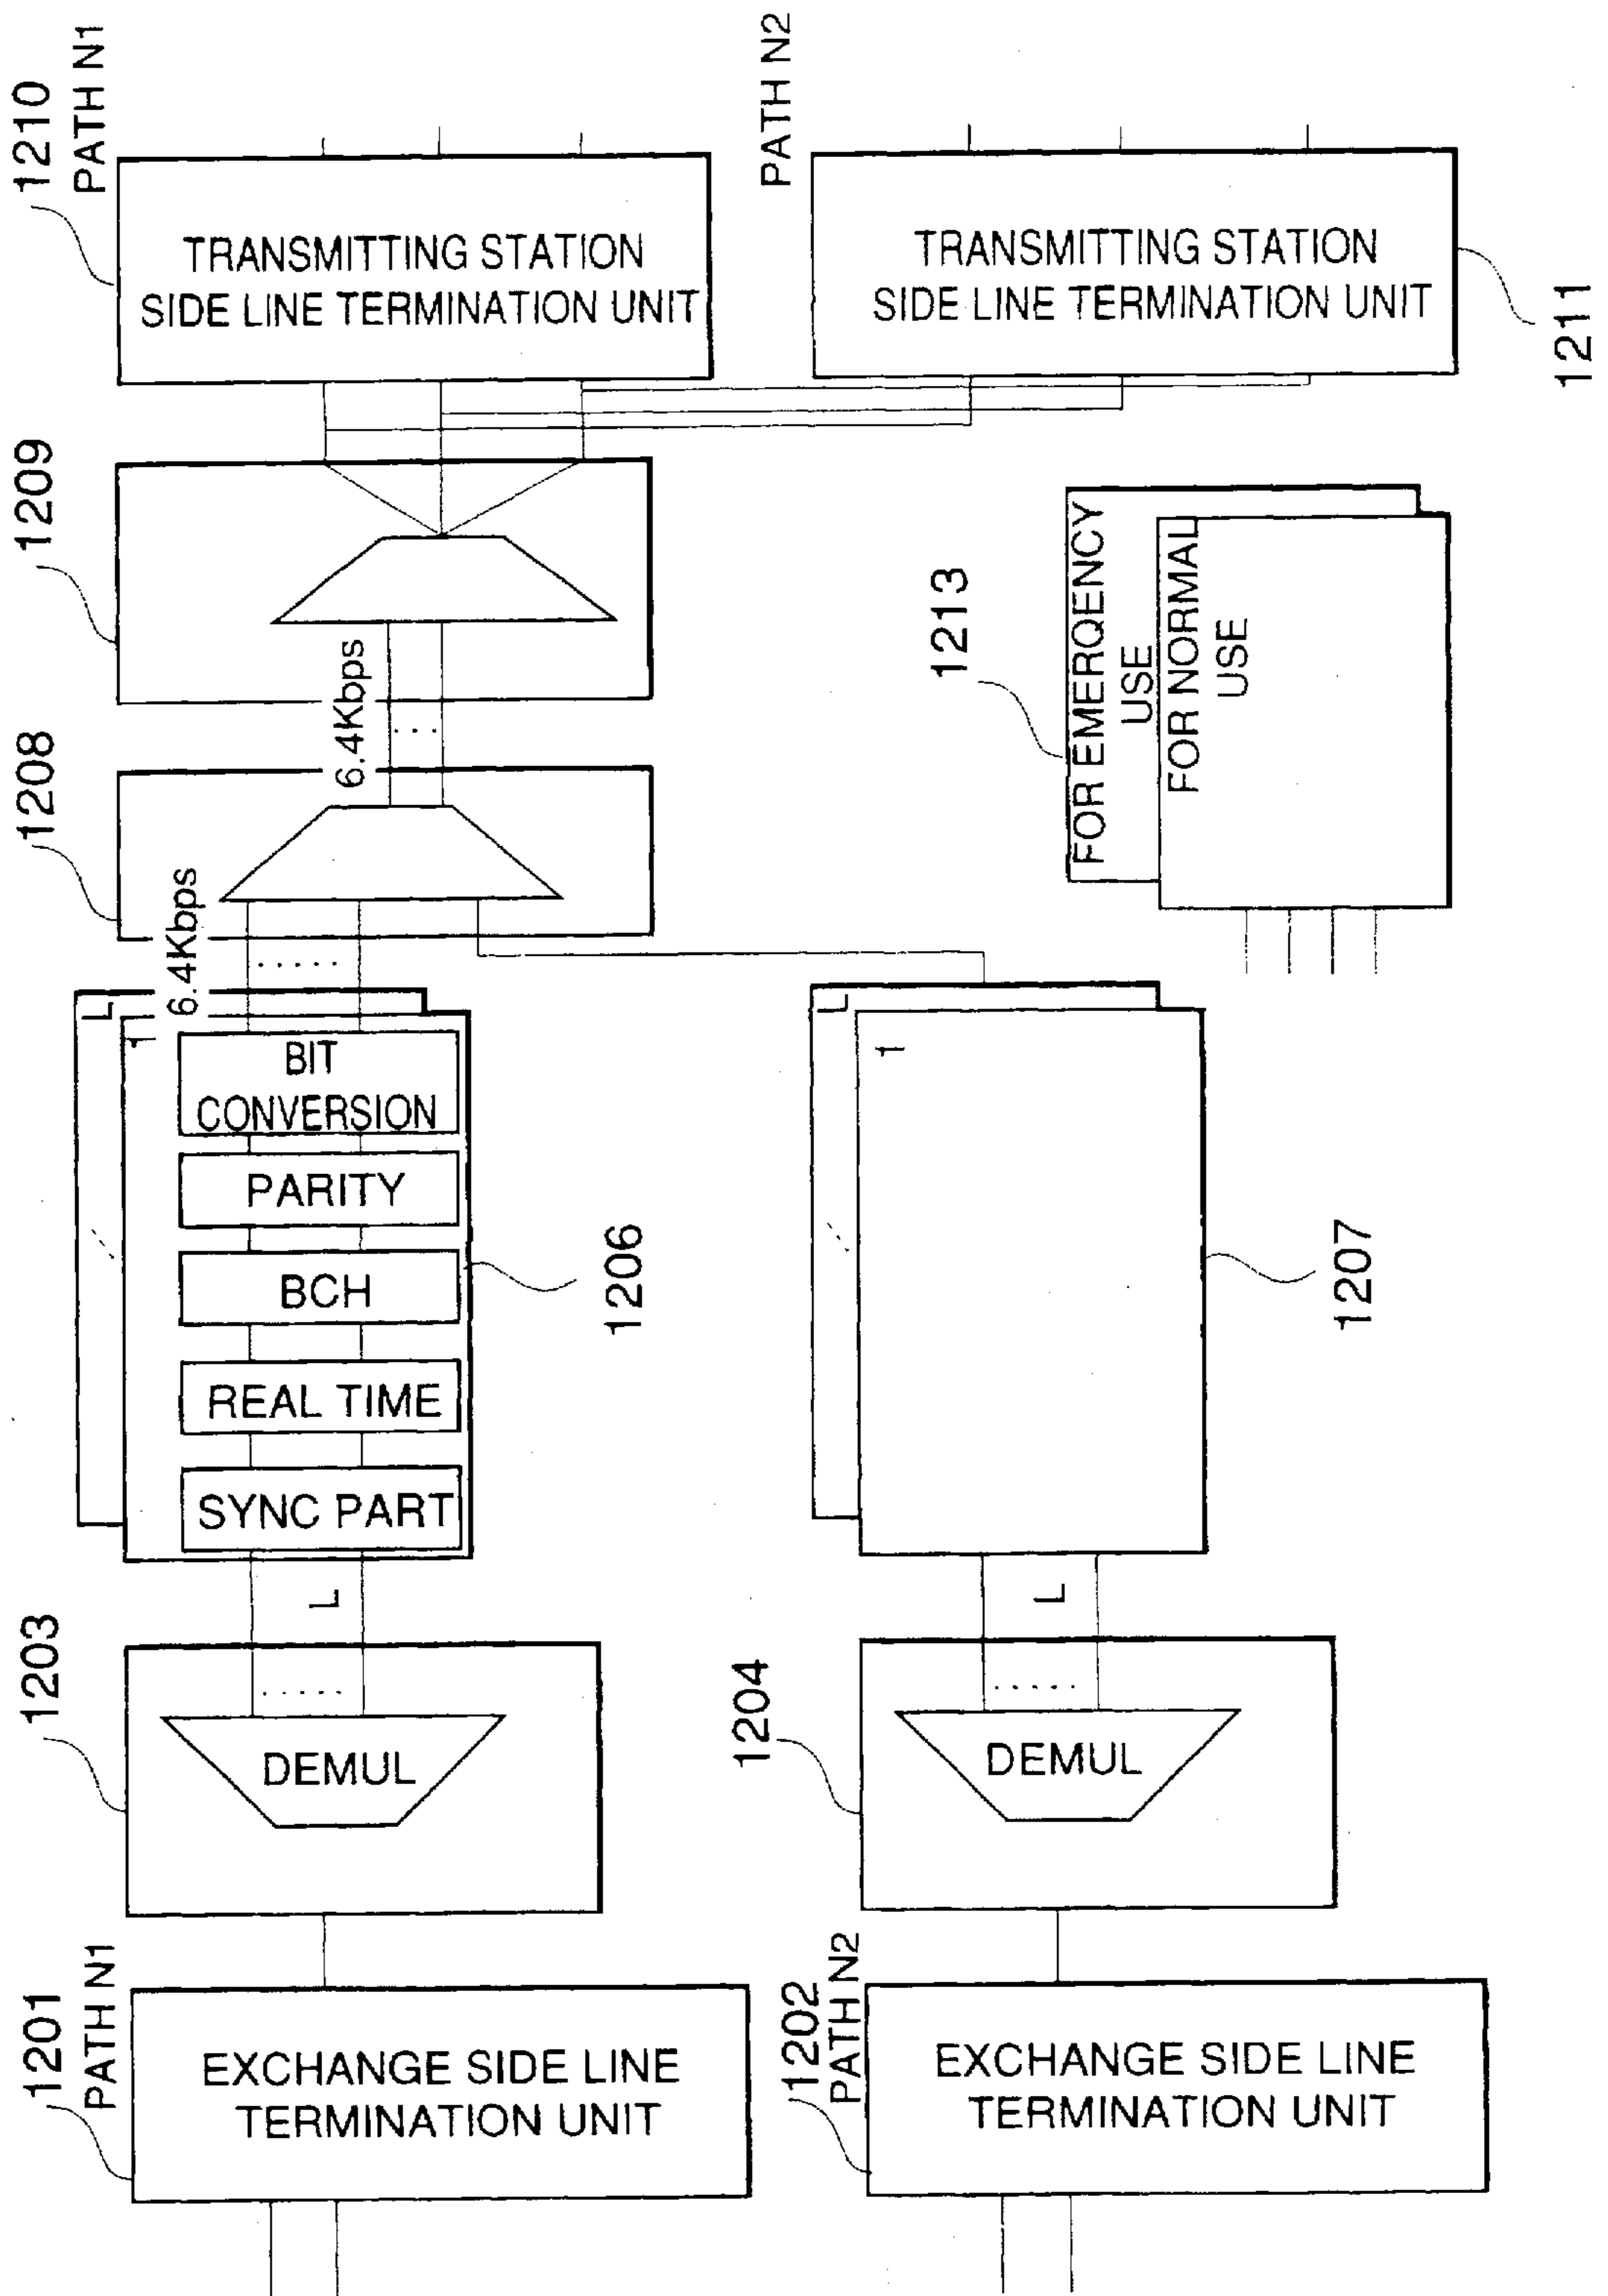 1210
PATH N1
TRANSMITTING STATION
SIDE LINE TERMINATION UNIT
PATH N2
TRANSMITTING STATION
SIDE LINE TERMINATION UNIT
1211
1209
1208
6.4Kbps
6.4Kbps
1213
FOR EMERQENCY
USE
FOR NORMAL
USE
L
1
BIT
CONVERSION
PARITY
BCH
REAL TIME
SYNC PART
1206
L
1
1207
L
L
1203
DEMUL
1204
DEMUL
1201
PATH N1
EXCHANGE SIDE LINE
TERMINATION UNIT
1202
PATH N2
EXCHANGE SIDE LINE
TERMINATION UNIT